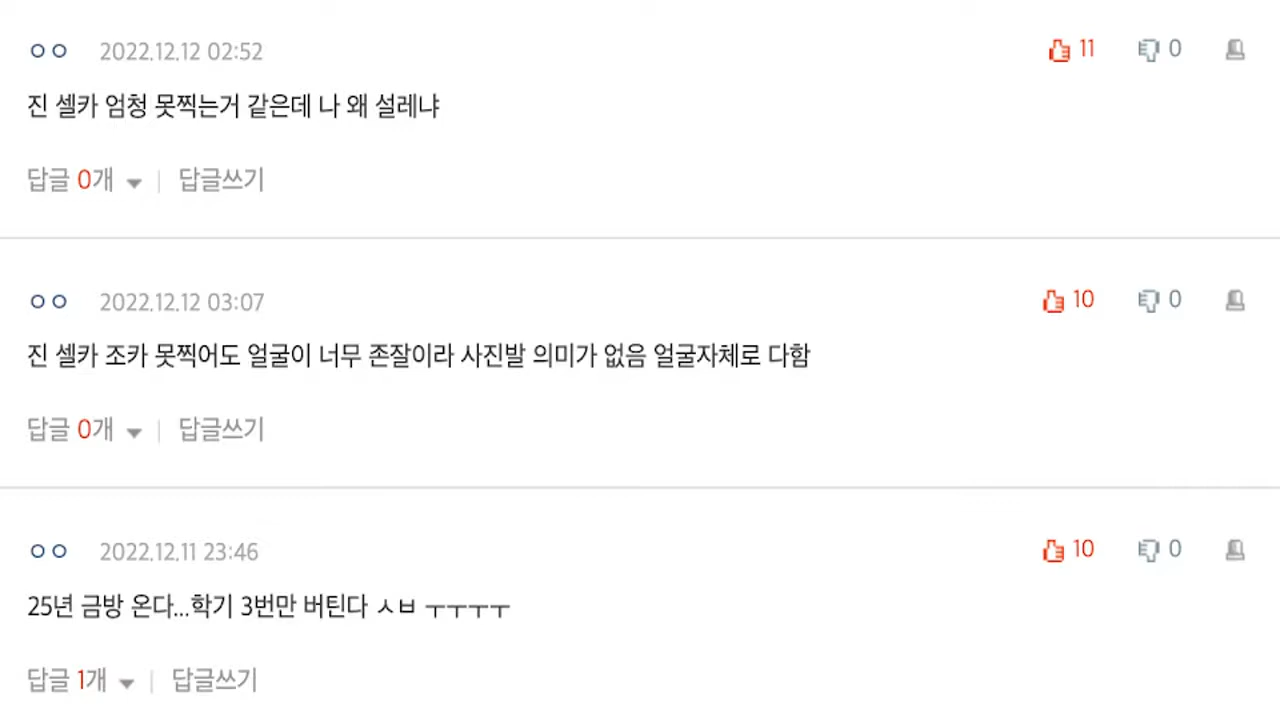 ㅇㅇ 2022.12.12 02:52 11 0
진 셀카 엄청 못찍는거 같은데 나 왜 설레냐
답글 0개 답글쓰기
ㅇㅇ 2022.12.12 03:07 10 0
진 셀카 조카 못찍어도 얼굴이 너무 존잘이라 사진발 의미가 없음 얼굴자체로 다함
답글 0개 답글쓰기
ㅇㅇ 2022.12.11 23:46 10 0
25년 금방 온다...학기 3번만 버틴다 ㅅㅂ ㅜㅜㅜㅜ
답글 1개 답글쓰기